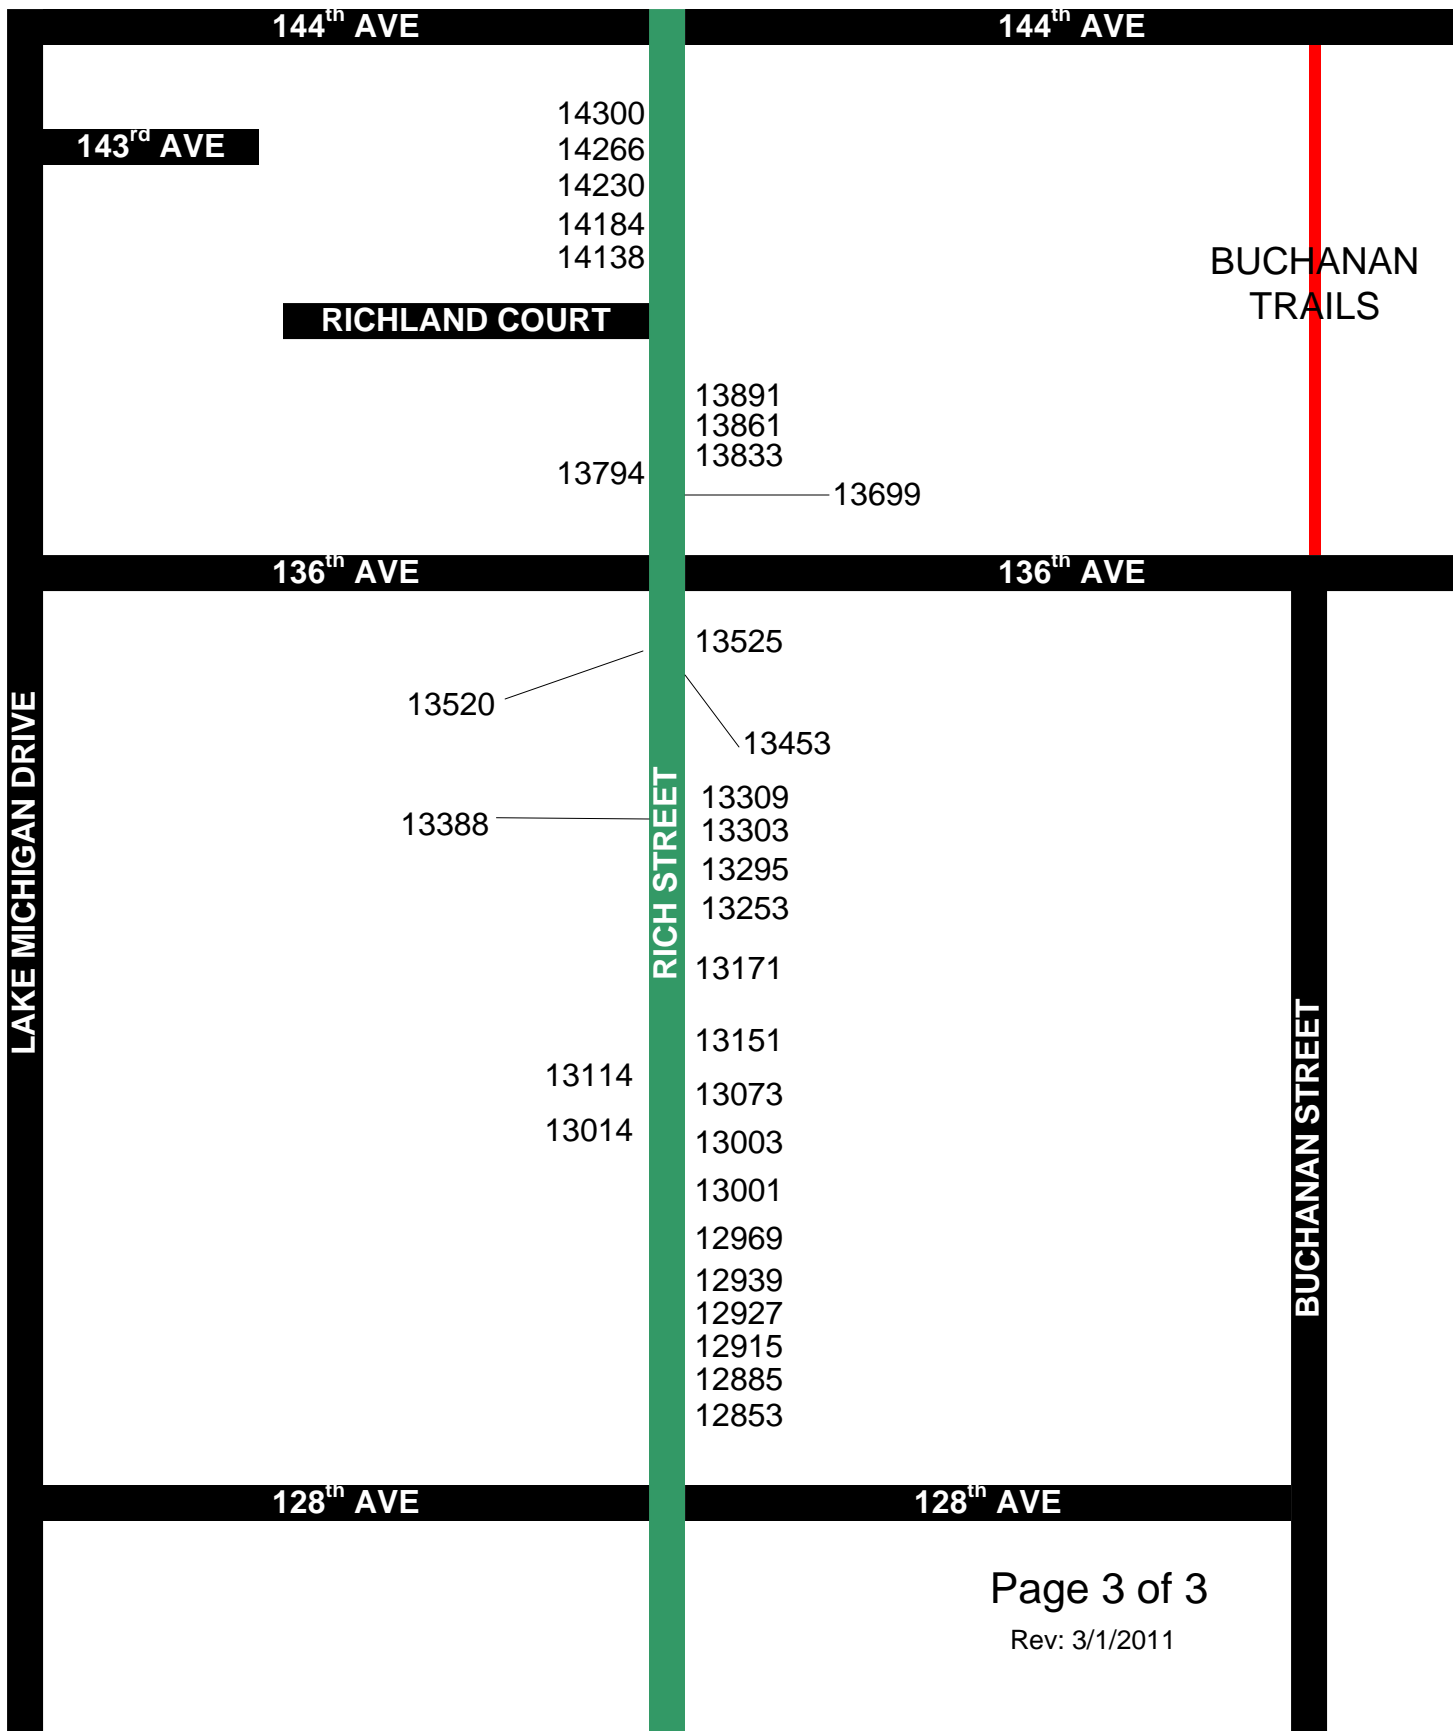 144th AVE
144th AVE
14300
143rd AVE
14266
14230
14184
14138
BUCHANAN
TRAILS
RICHLAND COURT
13891
13861
13833
13794
13699
136th AVE
136th AVE
13525
13520
13453
13309
13388
13303
13295
13253
LAKE MICHIGAN DRIVE
RICH STREET
13171
13151
13114
13073
13014
13003
BUCHANAN STREET
13001
12969
12939
12927
12915
12885
12853
128th AVE
128th AVE
Page 3 of 3
Rev: 3/1/2011